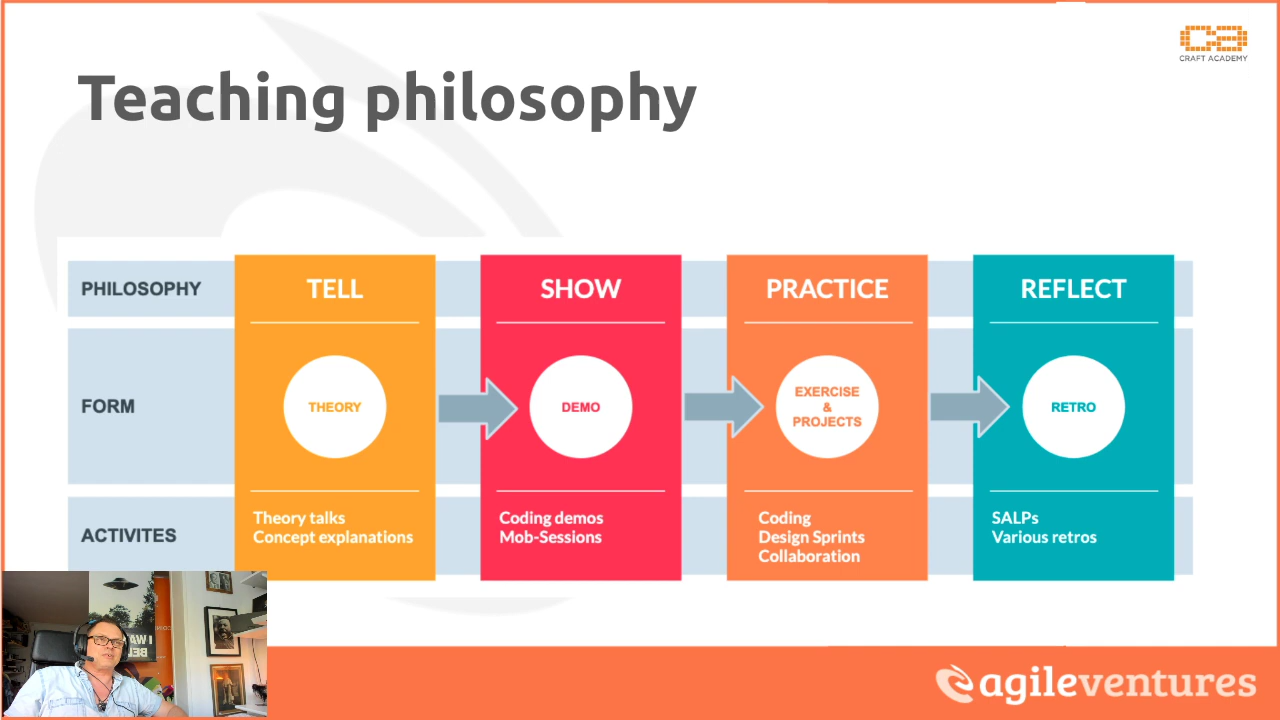 CRAFT ACADEMY
Teaching philosophy
PHILOSOPHY
TELL
SHOW
PRACTICE
REFLECT
FORM
THEORY
DEMO
EXERCISE
&
PROJECTS
RETRO
ACTIVITES
Theory talks
Concept explanations
Coding demos
Mob-Sessions
Coding
Design Sprints
Collaboration
SALPs
Various retros
agileventures